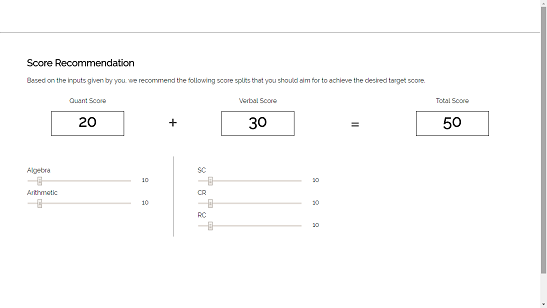 Score Recommendation
Based on the inputs given by you, we recommend the following score splits that you should aim for to achieve the desired target score.
Quant Score
Verbal Score
Total Score
20 + 30 = 50
Algebra 10
SC 10
Arithmetic 10
CR 10
RC 10